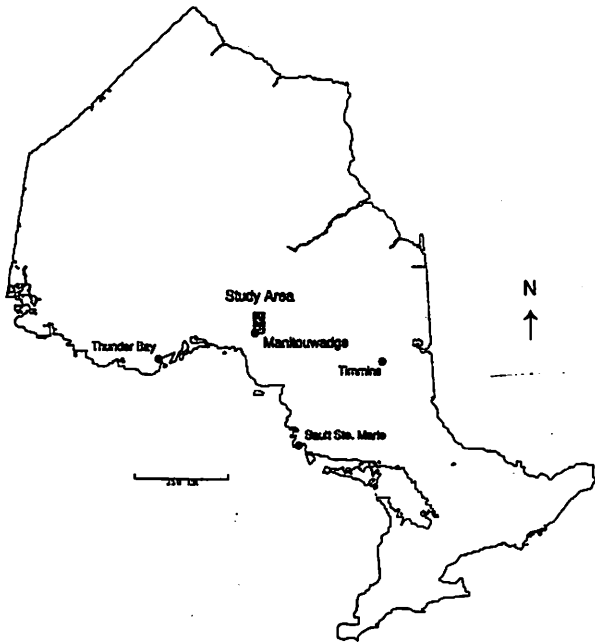 N
Study Area
Manitouwadge
Thunder Bay
Timmins
Sault Ste. Marie